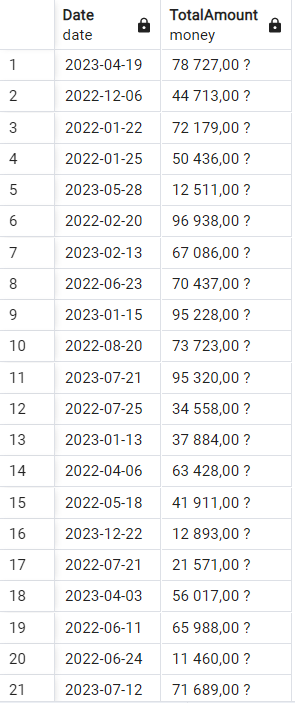 Date TotalAmount
date money
1 2023-04-19 78 727,00 ?
2 2022-12-06 44 713,00 ?
3 2022-01-22 72 179,00 ?
4 2022-01-25 50 436,00 ?
5 2023-05-28 12 511,00 ?
6 2022-02-20 96 938,00 ?
7 2023-02-13 67 086,00 ?
8 2022-06-23 70 437,00 ?
9 2023-01-15 95 228,00 ?
10 2022-08-20 73 723,00 ?
11 2023-07-21 95 320,00 ?
12 2022-07-25 34 558,00 ?
13 2023-01-13 37 884,00 ?
14 2022-04-06 63 428,00 ?
15 2022-05-18 41 911,00 ?
16 2023-12-22 12 893,00 ?
17 2022-07-21 21 571,00 ?
18 2023-04-03 56 017,00 ?
19 2022-06-11 65 988,00 ?
20 2022-06-24 11 460,00 ?
21 2023-07-12 71 689,00 ?